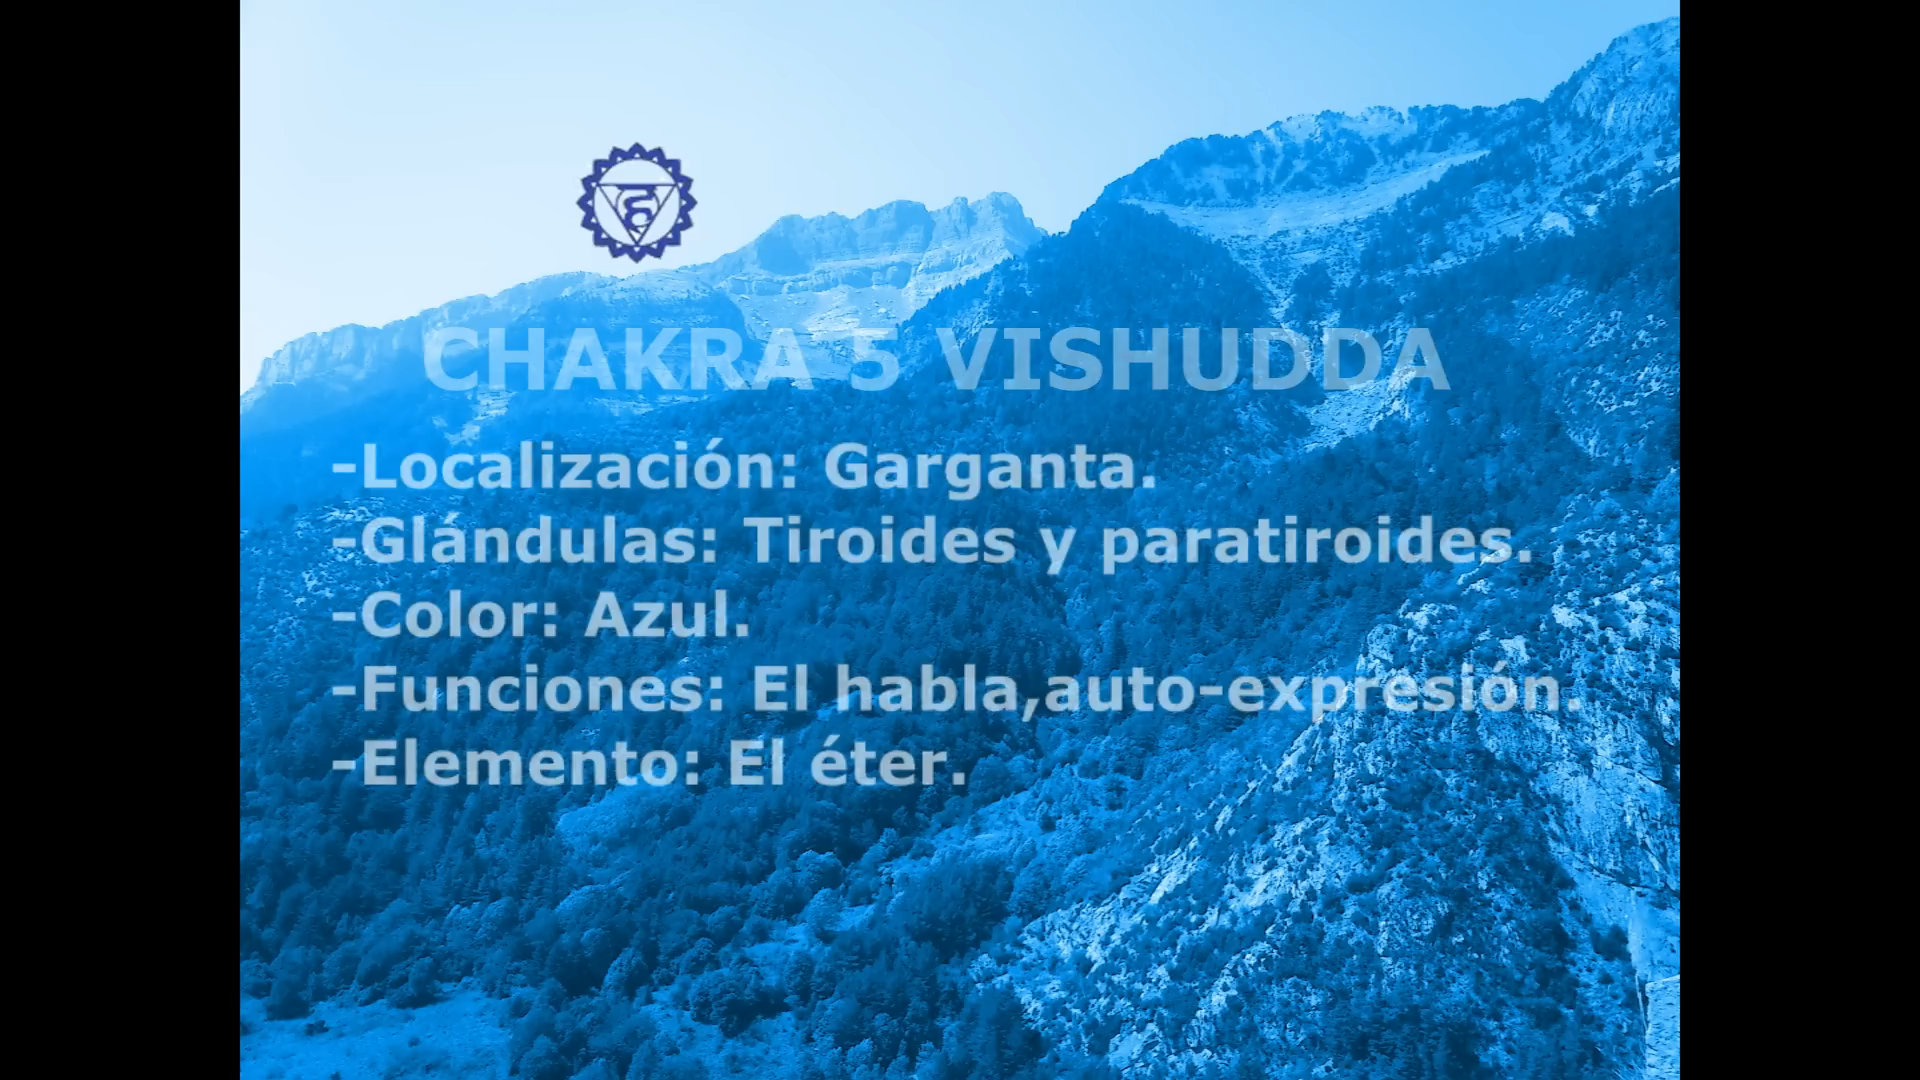 CHAKRA 5 VISHUDDA
-Localización: Garganta.
-Glándulas: Tiroides y paratiroides.
-Color: Azul.
-Funciones: El habla,auto-expresión.
-Elemento: El éter.